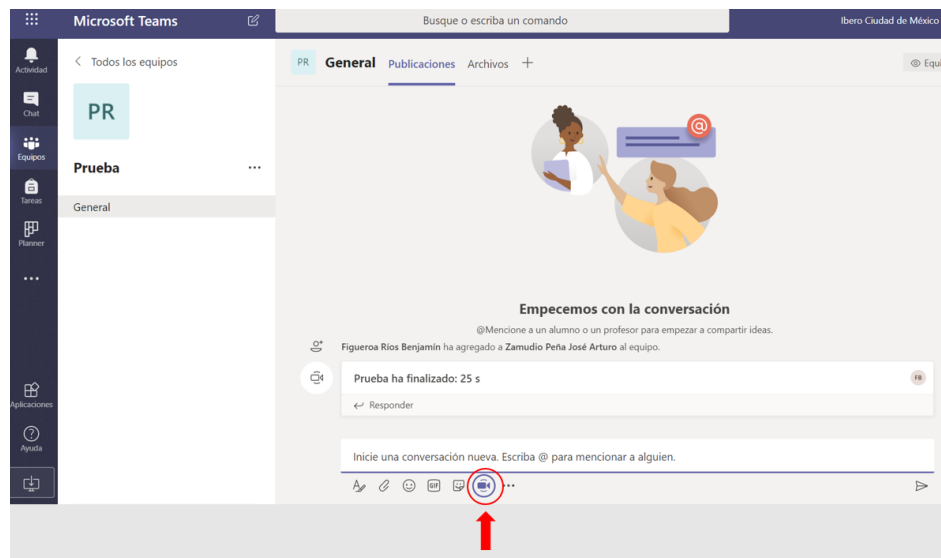 Microsoft Teams
Busque o escriba un comando
Ibero Ciudad de México
Actividad
Chat
Equipos
Tareas
Planner
Aplicaciones
Ayuda
Todos los equipos
PR
Prueba
General
PR General Publicaciones Archivos
Equi
@
Empecemos con la conversación
@Mencione a un alumno o un profesor para empezar a compartir ideas.
Figueroa Ríos Benjamín ha agregado a Zamudio Peña José Arturo al equipo.
Prueba ha finalizado: 25 s
FB
Responder
Inicie una conversación nueva. Escriba @ para mencionar a alguien.
GIF